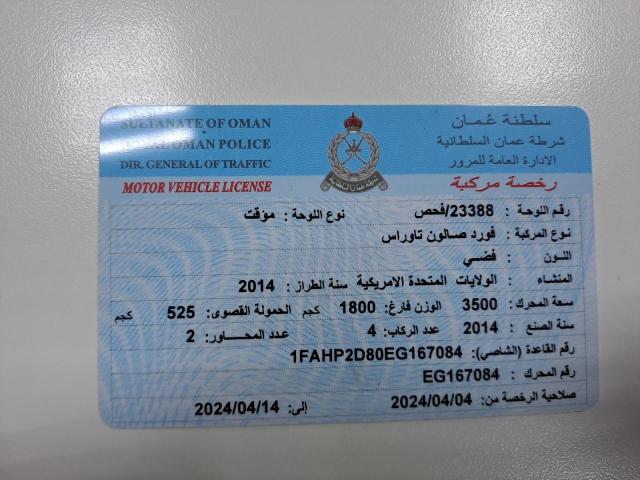 SULTANATE OF OMAN
سلطنة عُمان
ROYAL OMAN POLICE
شرطة عمان السلطانية
DIR. GENERAL OF TRAFFIC
الادارة العامة للمرور
MOTOR VEHICLE LICENSE
رخصة مركبة
رقم اللوحة : 23388/فحص نوع اللوحة : مؤقت
نوع المركبة : فورد صالون تاوراس
اللـون : فضي
المنشاء : الولايات المتحدة الامريكية سنة الطراز : 2014
سعة المحرك : 3500 الوزن فارغ: 1800 كجم الحمولة القصوى: 525 كجم
سنة الصنع : 2014 عدد الركاب: 4 عدد المحـــاور: 2
رقم القاعدة (الشاصي): 1FAHP2D80EG167084
رقم المحرك : EG167084
صلاحية الرخصة من: 2024/04/04 إلى: 2024/04/14